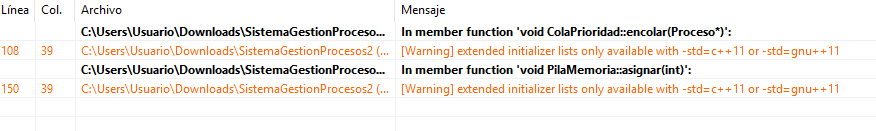 Línea Col. Archivo Mensaje
C:\Users\Usuario\Downloads\SistemaGestionProceso... In member function 'void ColaPrioridad::encolar(Proceso*)':
108 39 C:\Users\Usuario\Downloads\SistemaGestionProcesos2 (... [Warning] extended initializer lists only available with -std=c++11 or -std=gnu++11
C:\Users\Usuario\Downloads\SistemaGestionProceso... In member function 'void PilaMemoria::asignar(int)':
150 39 C:\Users\Usuario\Downloads\SistemaGestionProcesos2 (... [Warning] extended initializer lists only available with -std=c++11 or -std=gnu++11